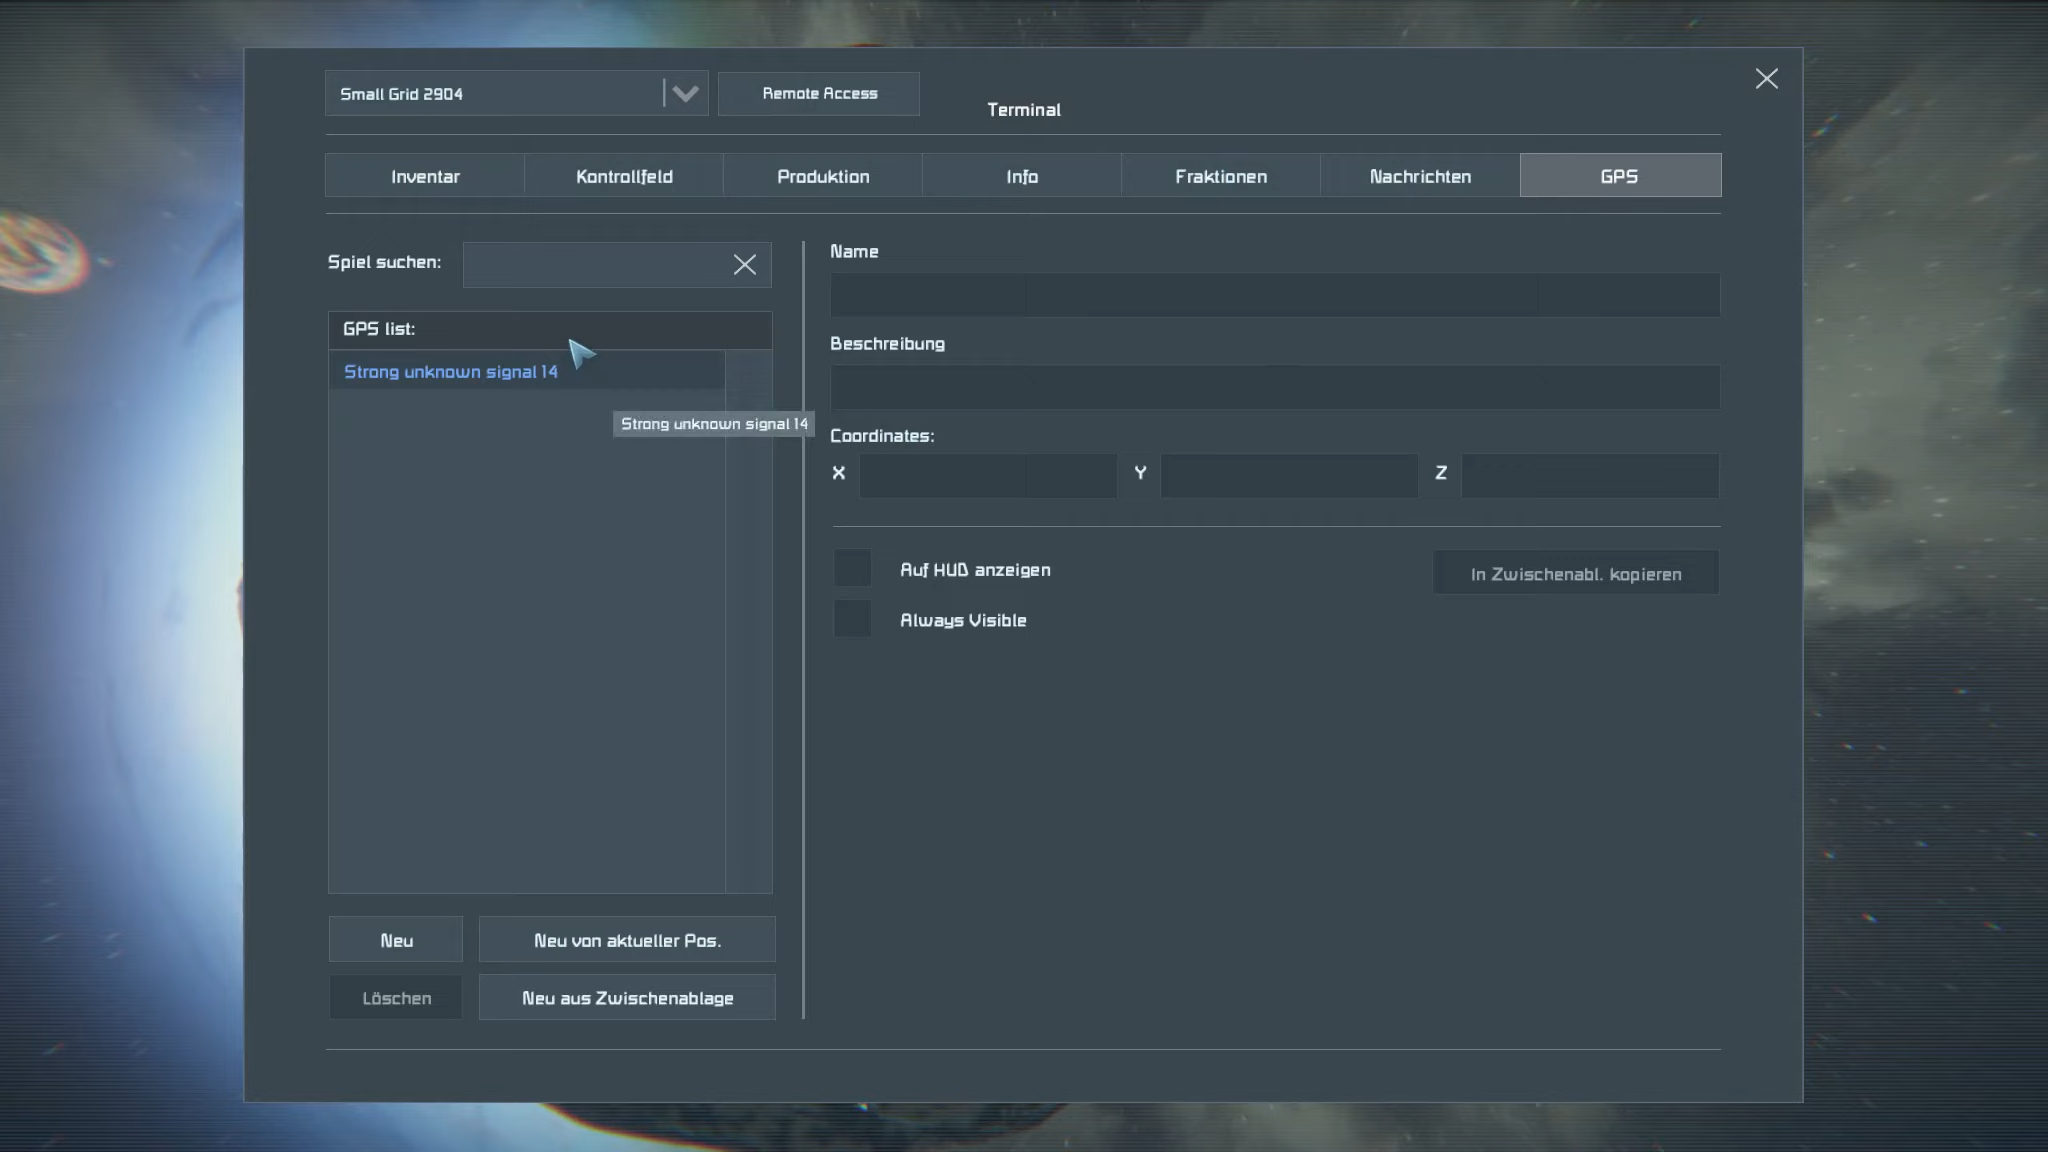 Small Grid 2904
Remote Access
Terminal
Inventar
Kontrollfeld
Produktion
Info
Fraktionen
Nachrichten
GPS
Spiel suchen:
GPS list:
Strong unknown signal 14
Strong unknown signal 14
Name
Beschreibung
Coordinates:
X
Y
Z
Auf HUD anzeigen
In Zwischenabl. kopieren
Always Visible
Neu
Neu von aktueller Pos.
Löschen
Neu aus Zwischenablage